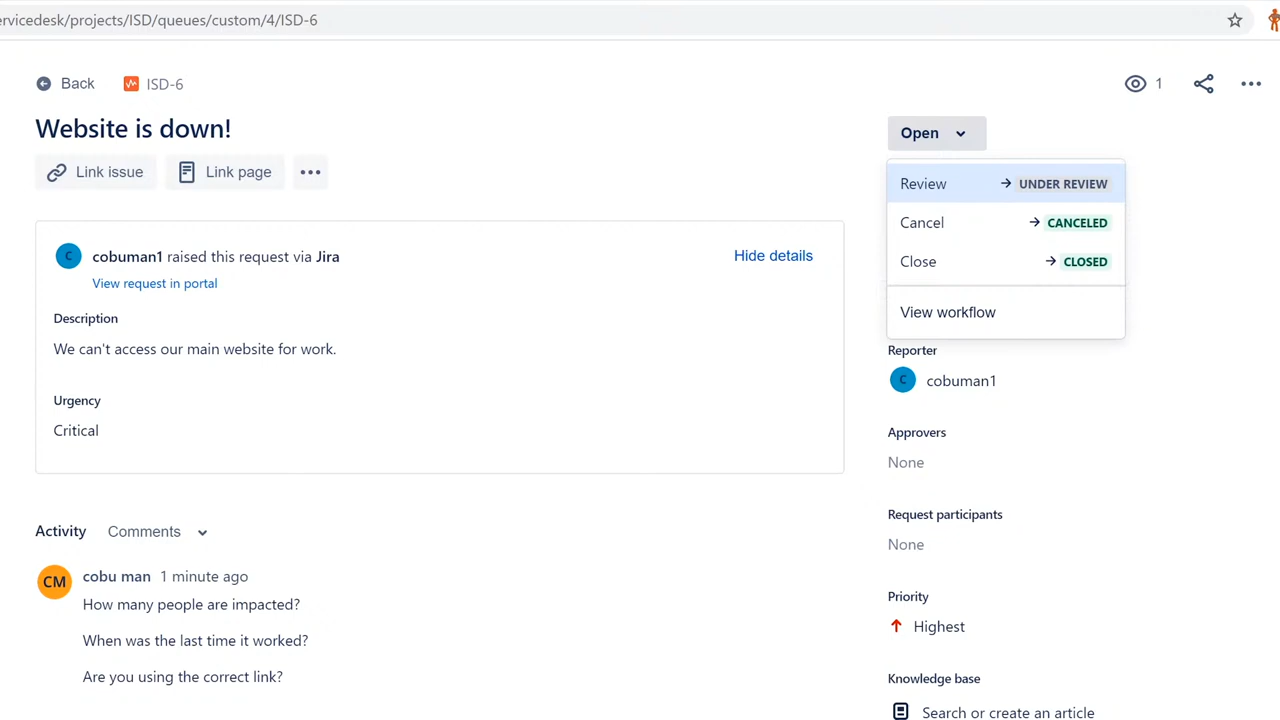 ervicedesk/projects/ISD/queues/custom/4/ISD-6
Back ISD-6
1
Website is down!
Open
Link issue Link page
Review → UNDER REVIEW
Cancel → CANCELED
Close → CLOSED
View workflow
C cobuman1 raised this request via Jira Hide details
View request in portal
Description
We can't access our main website for work.
Urgency
Critical
Reporter
C cobuman1
Approvers
None
Request participants
None
Priority
Highest
Knowledge base
Search or create an article
Activity Comments
CM cobu man 1 minute ago
How many people are impacted?
When was the last time it worked?
Are you using the correct link?